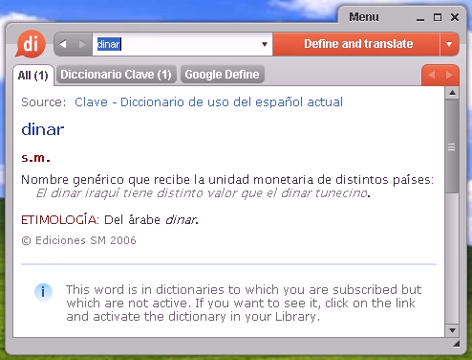 Menu
di
dinar
Define and translate
All (1)
Diccionario Clave (1)
Google Define
Source: Clave - Diccionario de uso del español actual
dinar
s.m.
Nombre genérico que recibe la unidad monetaria de distintos países:
El dinar iraquí tiene distinto valor que el dinar tunecino.
ETIMOLOGÍA: Del árabe dinar.
© Ediciones SM 2006
i
This word is in dictionaries to which you are subscribed but
which are not active. If you want to see it, click on the link
and activate the dictionary in your Library.